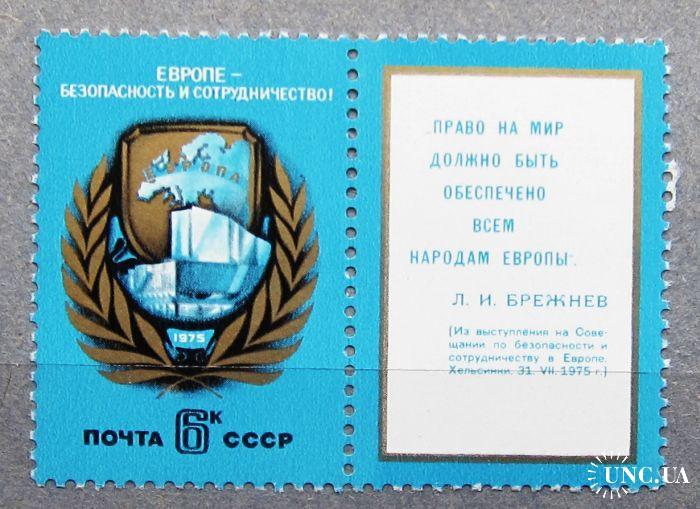 ЕВРОПЕ –
БЕЗОПАСНОСТЬ И СОТРУДНИЧЕСТВО!
ЕВРОПА
1975
ПОЧТА 6К СССР
„ПРАВО НА МИР
ДОЛЖНО БЫТЬ
ОБЕСПЕЧЕНО
ВСЕМ
НАРОДАМ ЕВРОПЫ".
Л. И. БРЕЖНЕВ
(Из выступления на Сове-
щании по безопасности и
сотрудничеству в Европе.
Хельсинки. 31. VII. 1975 г.)
UNC.UA